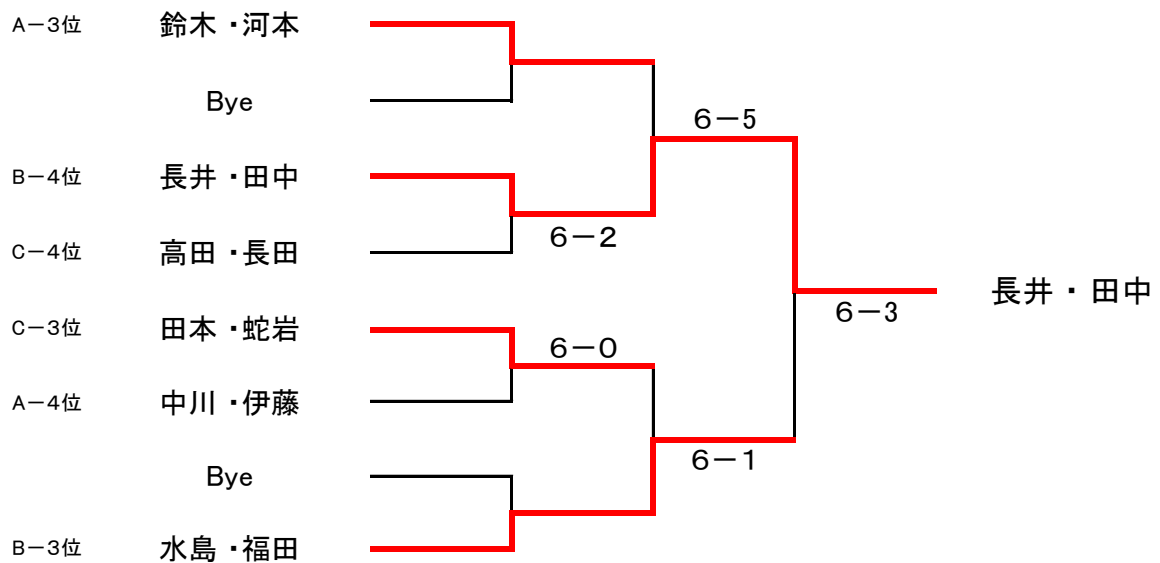 A－3位 鈴木・河本
Bye
6－5
B－4位 長井・田中
6－2
C－4位 高田・長田
長井・田中
6－3
C－3位 田本・蛇岩
6－0
A－4位 中川・伊藤
6－1
Bye
B－3位 水島・福田